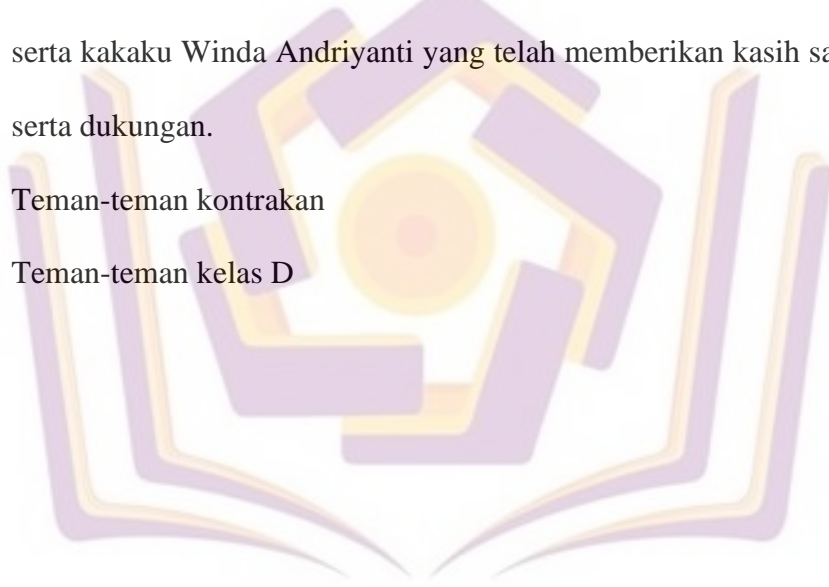 serta kakaku Winda Andriyanti yang telah memberikan kasih
serta dukungan.
Teman-teman kontrakan
Teman-teman kelas D